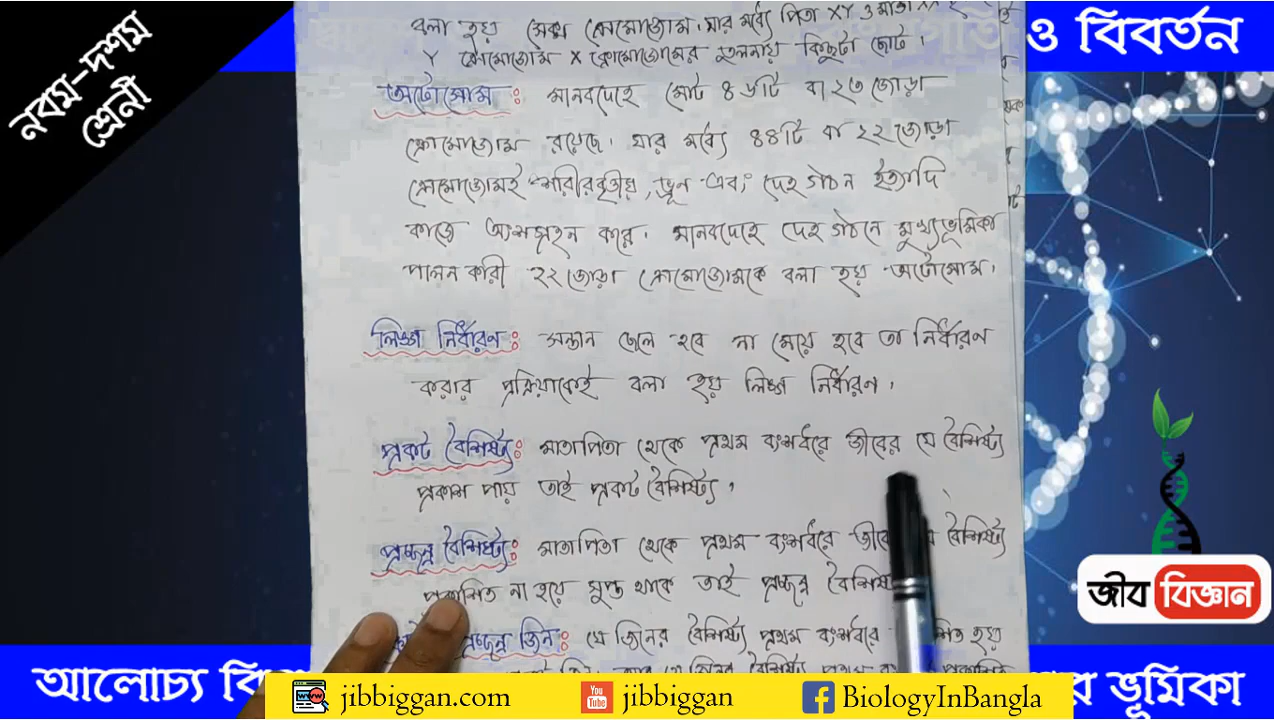 নবম-দশম
শ্রেনী
ও বিবর্তন
বলা হয় সেক্স ক্রোমোজোম। যার মধ্যে পিতা XY ও মাতা
Y ক্রোমোজোম X ক্রোমোজোমের তুলনায় কিছুটা ছোট।
অটোসোম : মানবদেহে মোট ৪৬টি বা ২৩ জোড়া
ক্রোমোজোম রয়েছে। যার মধ্যে ৪৪টি বা ২২ জোড়া
ক্রোমোজোমই শারীরবৃত্তীয়, ভ্রূন এবং দেহ গঠন ইত্যাদি
কাজে অংশগ্রহন করে। মানবদেহে দেহ গঠনে মুখ্যভূমিকা
পালন কারী ২২ জোড়া ক্রোমোজোমকে বলা হয় অটোসোম।
লিঙ্গ নির্ধারণ : সন্তান ছেলে হবে না মেয়ে হবে তা নির্ধারণ
করার প্রক্রিয়াকেই বলা হয় লিঙ্গ নির্ধারন।
প্রকট বৈশিষ্ট্য : মাতাপিতা থেকে প্রথম বংশধরে জীবের যে বৈশিষ্ট্য
প্রকাশ পায় তাই প্রকট বৈশিষ্ট্য।
প্রচ্ছন্ন বৈশিষ্ট্য : মাতাপিতা থেকে প্রথম বংশধরে বৈশিষ্ট্য
না হয়ে সুপ্ত থাকে তাই প্রচ্ছন্ন
প্রচ্ছন্ন জিন : যে জিনের বৈশিষ্ট্য প্রথম বংশধরে হয়
জীব বিজ্ঞান
আলোচ্য ভূমিকা
jibbiggan.com jibbiggan BiologyInBangla